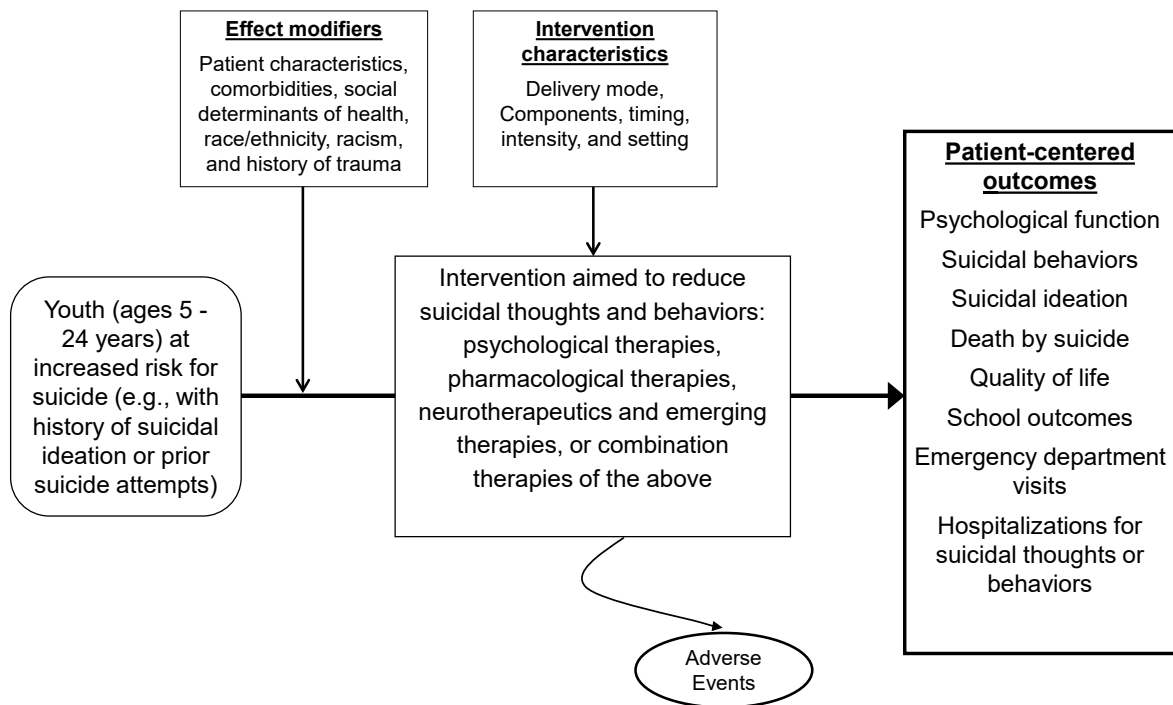 Effect modifiers
Patient characteristics,
comorbidities, social
determinants of health,
race/ethnicity, racism,
and history of trauma
Intervention
characteristics
Delivery mode,
Components, timing,
intensity, and setting
Youth (ages 5 -
24 years) at
increased risk for
suicide (e.g., with
history of suicidal
ideation or prior
suicide attempts)
Intervention aimed to reduce
suicidal thoughts and behaviors:
psychological therapies,
pharmacological therapies,
neurotherapeutics and emerging
therapies, or combination
therapies of the above
Patient-centered
outcomes
Psychological function
Suicidal behaviors
Suicidal ideation
Death by suicide
Quality of life
School outcomes
Emergency department
visits
Hospitalizations for
suicidal thoughts or
behaviors
Adverse
Events